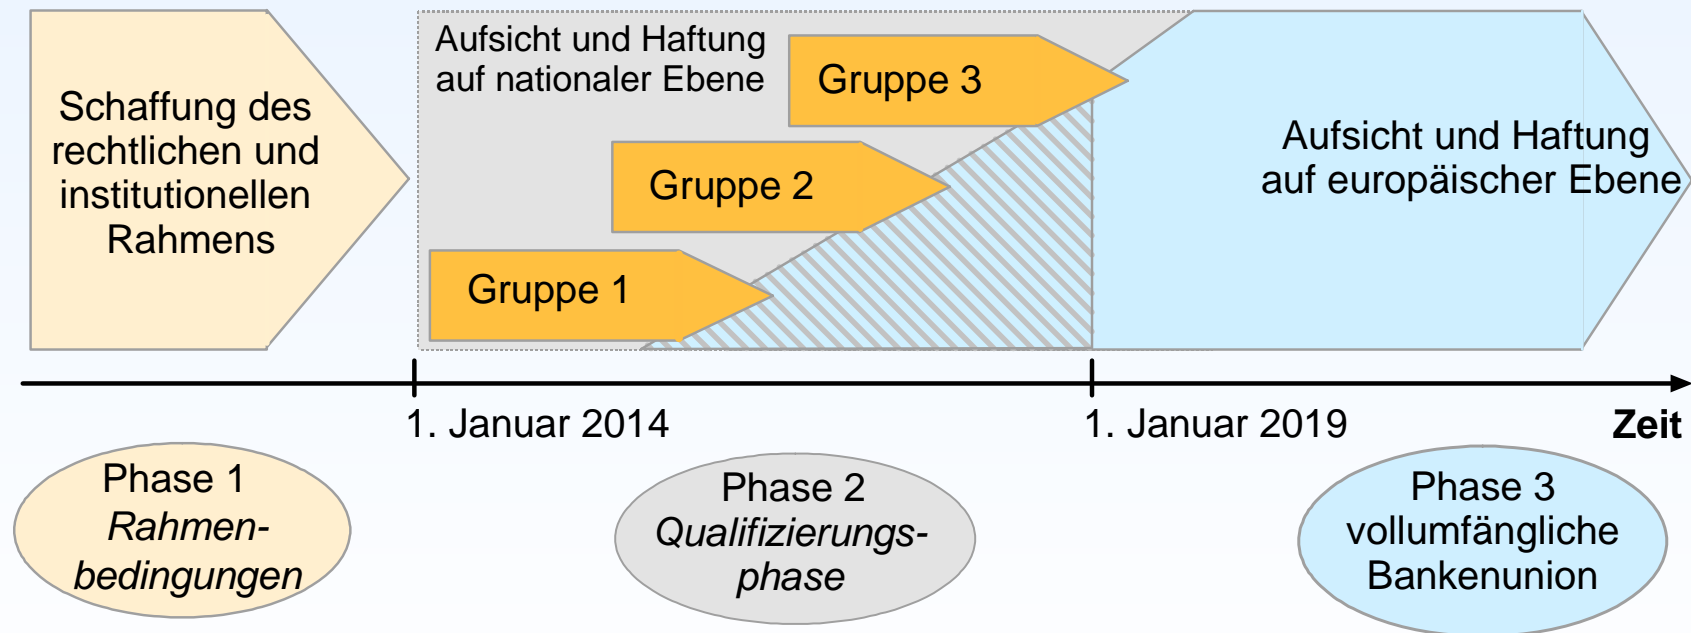 Schaffung des
rechtlichen und
institutionellen
Rahmens
Aufsicht und Haftung
auf nationaler Ebene
Gruppe 3
Gruppe 2
Gruppe 1
Aufsicht und Haftung
auf europäischer Ebene
1. Januar 2014
1. Januar 2019
Zeit
Phase 1
Rahmen-
bedingungen
Phase 2
Qualifizierungs-
phase
Phase 3
vollumfängliche
Bankenunion